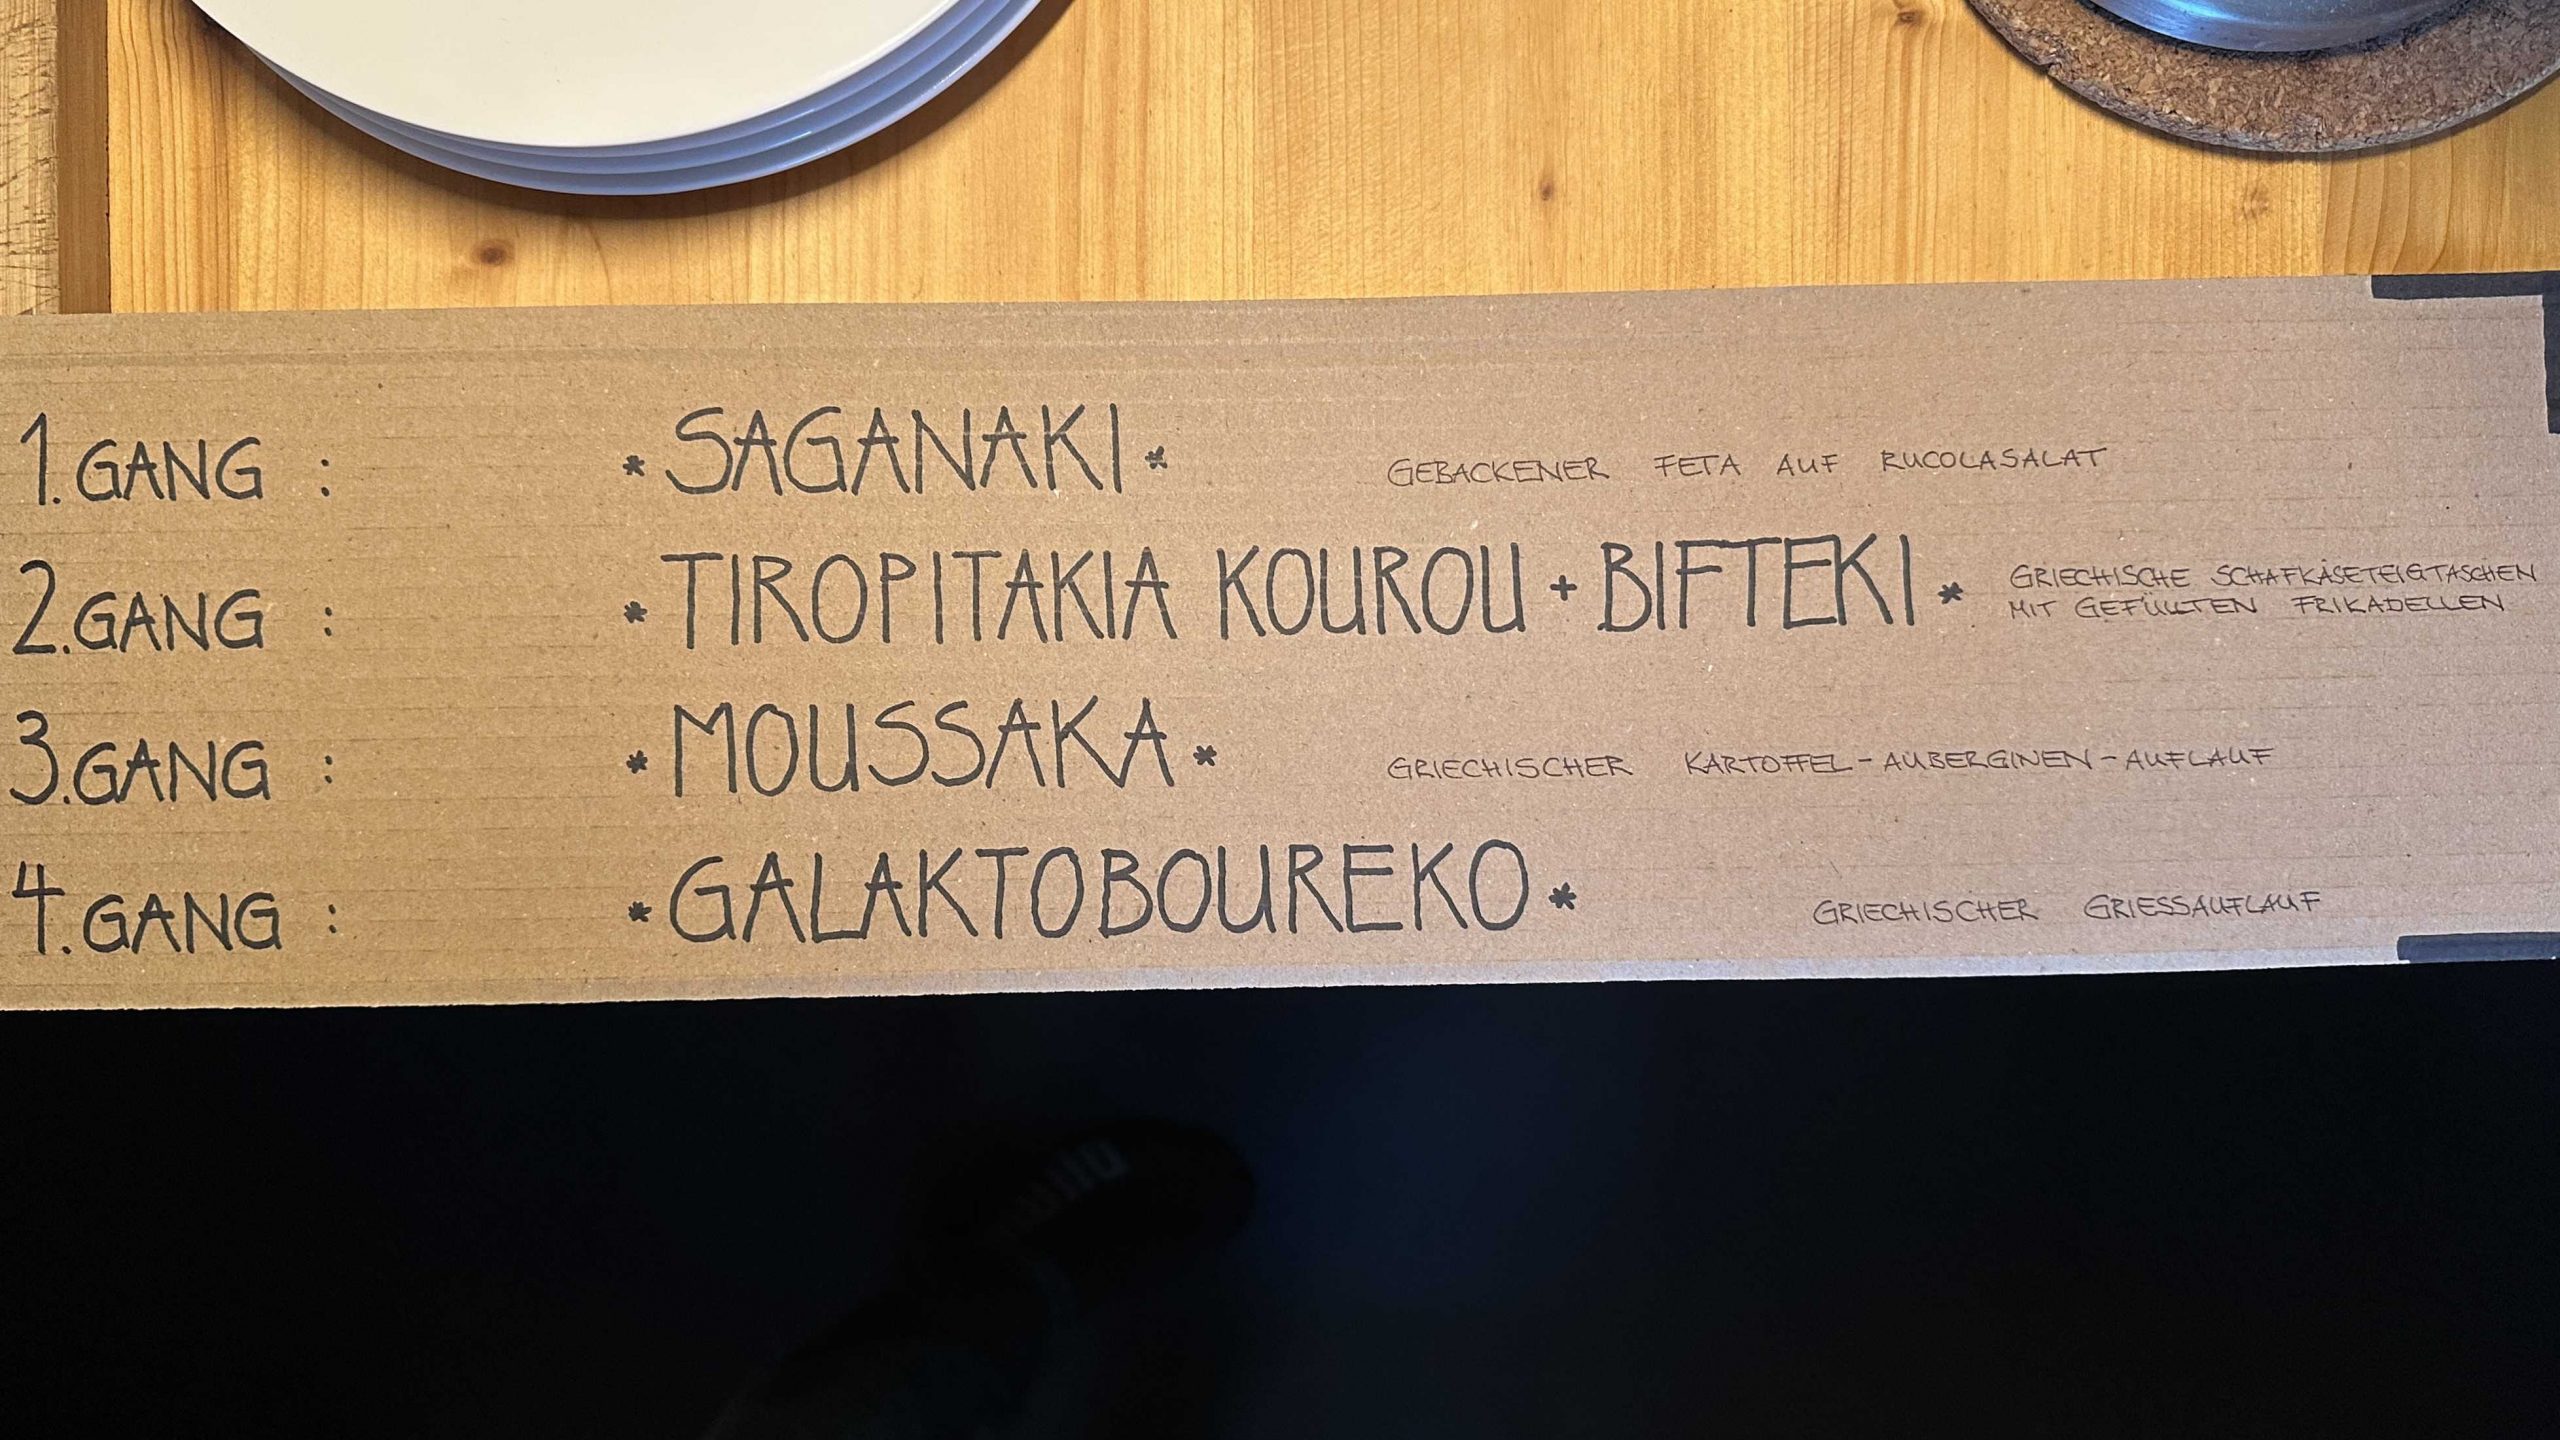 1. GANG : * SAGANAKI * GEBACKENER FETA AUF RUCOLASALAT
2. GANG : * TIROPITAKIA KOUROU + BIFTEKI * GRIECHISCHE SCHAFKÄSETEIGTASCHEN
MIT GEFÜLLTEN FRIKADELLEN
3. GANG : * MOUSSAKA * GRIECHISCHER KARTOFFEL-AUBERGINEN-AUFLAUF
4. GANG : * GALAKTOBOUREKO * GRIECHISCHER GRIESSAUFLAUF